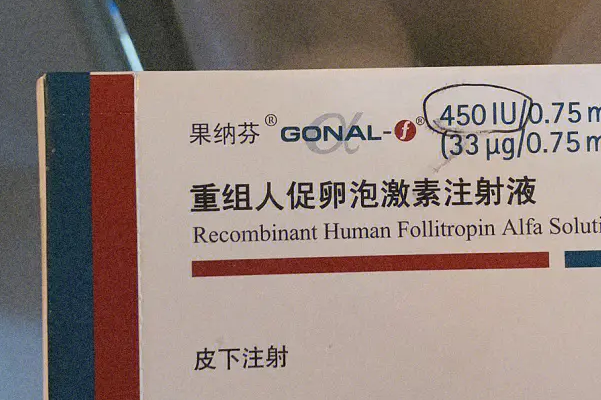 果纳芬® GONAL-f® 450 IU/0.75 m
(33 µg/0.75 m
重组人促卵泡激素注射液
Recombinant Human Follitropin Alfa Soluti
皮下注射